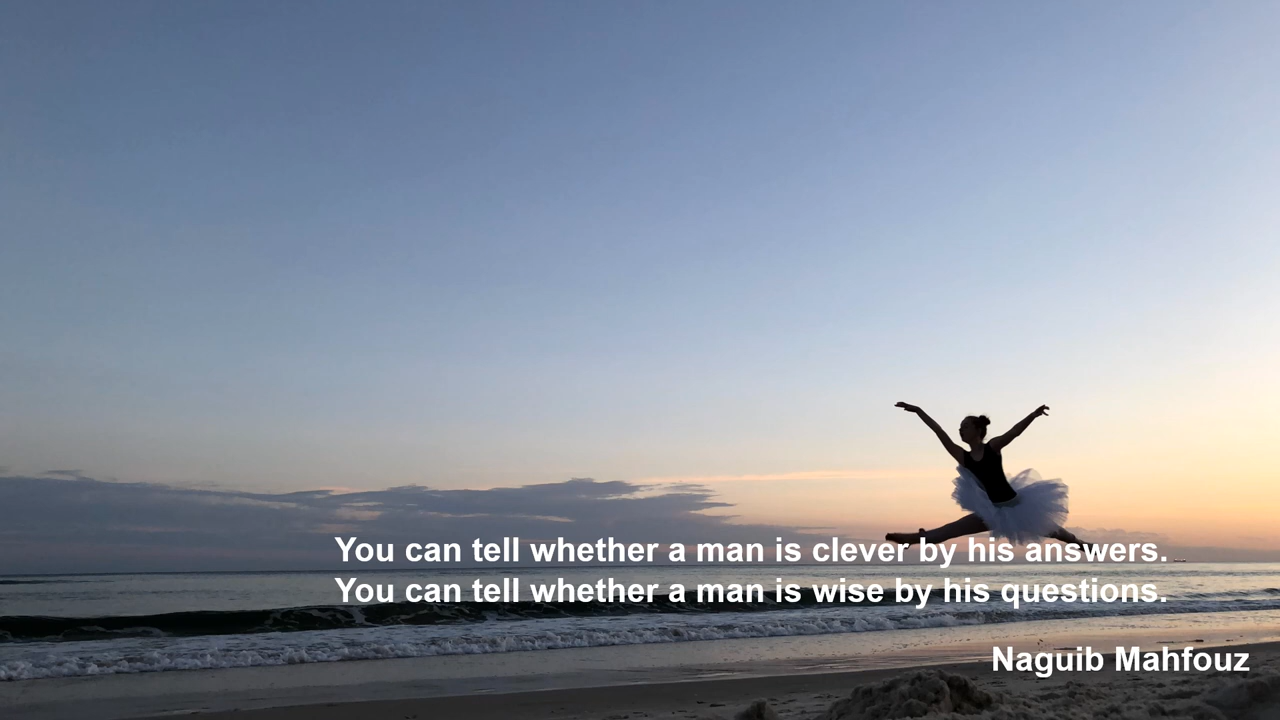 You can tell whether a man is clever by his answers.
You can tell whether a man is wise by his questions.
Naguib Mahfouz